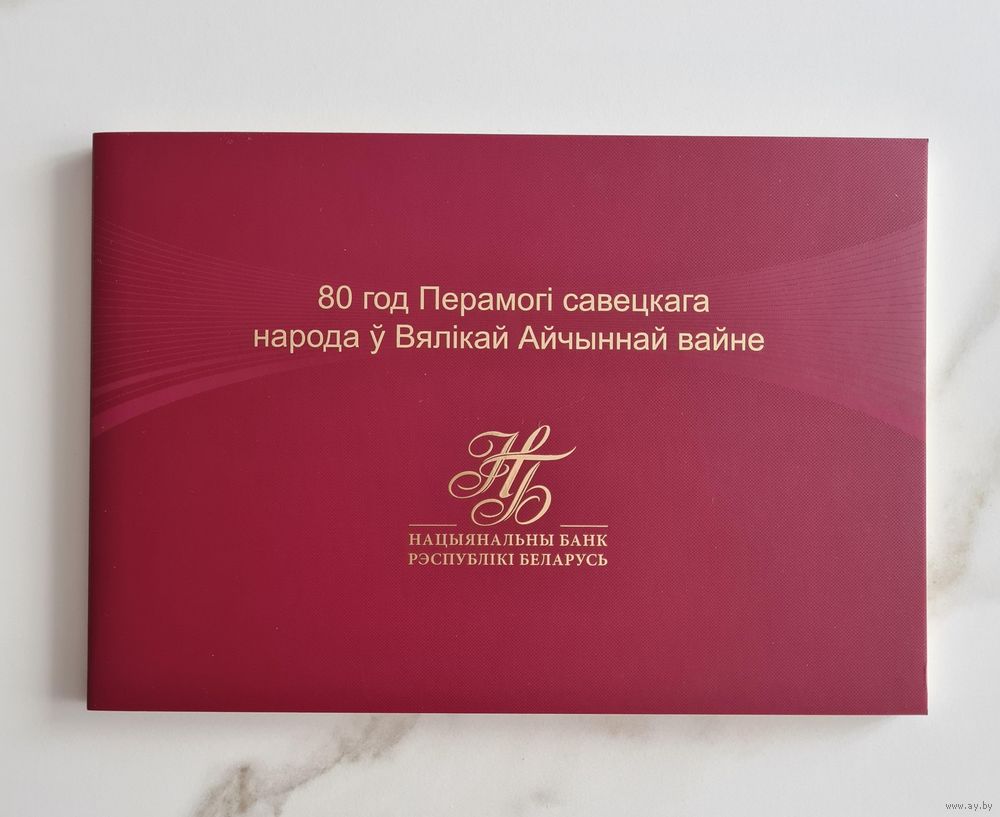 80 год Перамогі савецкага
народа ў Вялікай Айчыннай вайне
НБ
НАЦЫЯНАЛЬНЫ БАНК
РЭСПУБЛІКІ БЕЛАРУСЬ
www.ay.by